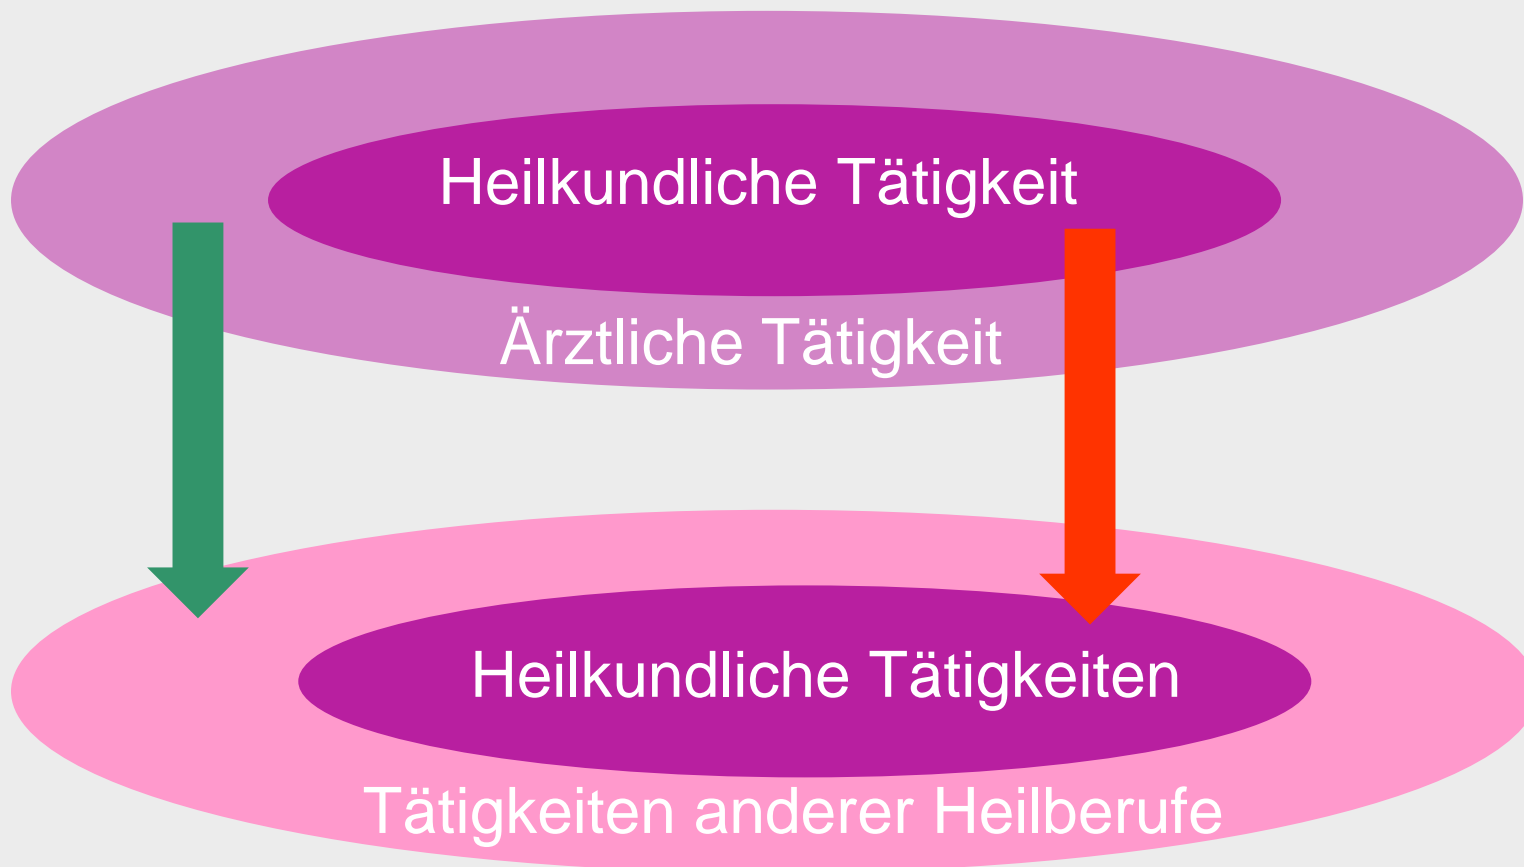 Heilkundliche Tätigkeit
Ärztliche Tätigkeit
Heilkundliche Tätigkeiten
Tätigkeiten anderer Heilberufe